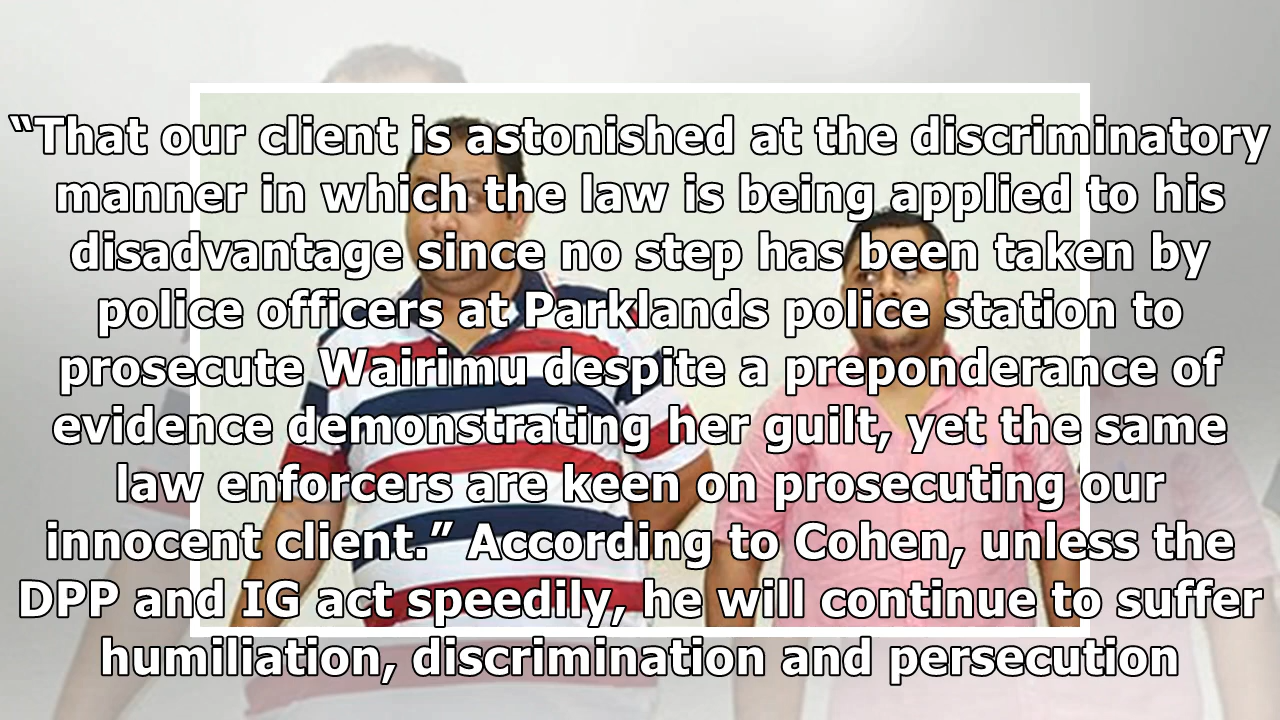 “That our client is astonished at the discriminatory
manner in which the law is being applied to his
disadvantage since no step has been taken by
police officers at Parklands police station to
prosecute Wairimu despite a preponderance of
evidence demonstrating her guilt, yet the same
law enforcers are keen on prosecuting our
innocent client.” According to Cohen, unless the
DPP and IG act speedily, he will continue to suffer
humiliation, discrimination and persecution